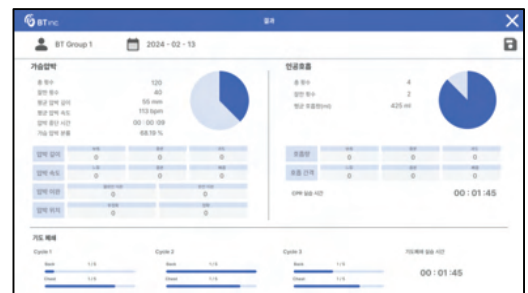 BT INC.
결과
BT Group 1
2024 - 02 - 13
가슴압박
총 횟수 120
잘한 횟수 40
평균 압박 깊이 55 mm
평균 압박 속도 113 bpm
압박 중단 시간 00 : 00 :09
가슴 압박 분율 68.19 %
압박 깊이 0 0 0
압박 속도 0 0 0
압박 이완 0 0
압박 위치 0 0
인공호흡
총 횟수 4
잘한 횟수 2
평균 호흡량(ml) 425 ml
호흡량 0 0 0
호흡 간격 0 0 0
CPR 실습 시간 00 : 01 :45
기도 폐쇄
Cycle 1
Back 1/5
Chest 1/5
Cycle 2
Back 1/5
Chest 1/5
Cycle 3
Back 1/5
Chest 1/5
기도폐쇄 실습 시간
00 : 01 :45